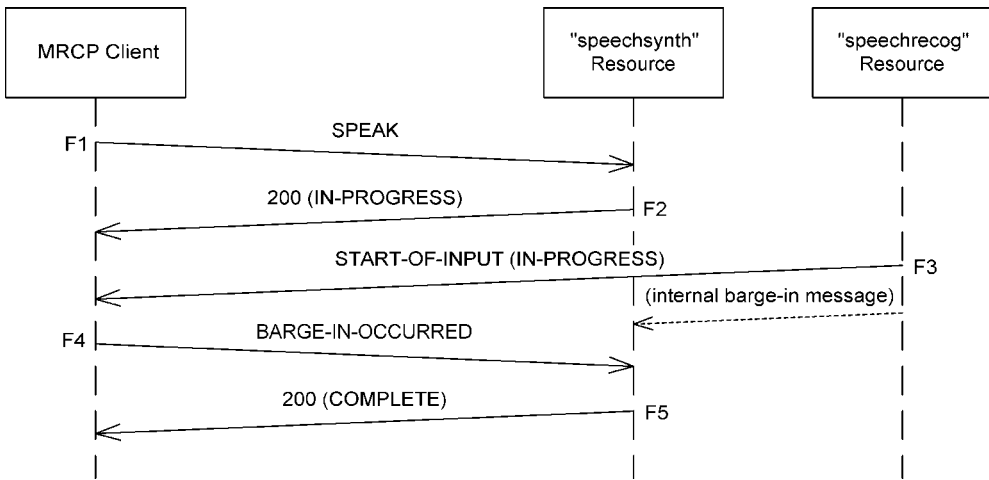 MRCP Client
"speechsynth"
Resource
"speechrecog"
Resource
SPEAK
F1
200 (IN-PROGRESS)
F2
START-OF-INPUT (IN-PROGRESS)
F3
(internal barge-in message)
BARGE-IN-OCCURRED
F4
200 (COMPLETE)
F5